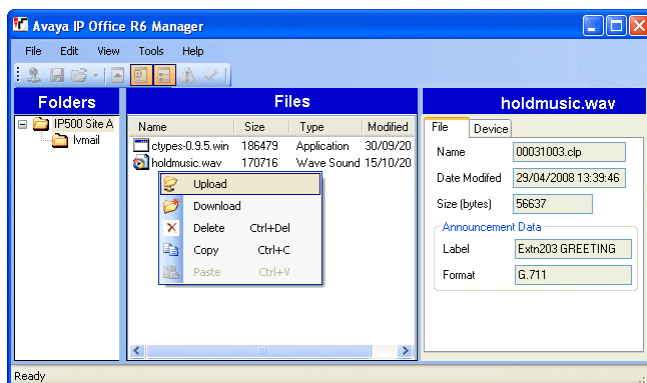 Avaya IP Office R6 Manager
File Edit View Tools Help
Folders
IP500 Site A
lvmail
Files
Name Size Type Modified
ctypes-0.9.5.win 186479 Application 30/09/20
holdmusic.wav 170716 Wave Sound 15/10/20
Upload
Download
Delete Ctrl+Del
Copy Ctrl+C
Paste Ctrl+V
holdmusic.wav
File Device
Name 00031003.clp
Date Modifed 29/04/2008 13:39:46
Size (bytes) 56637
Announcement Data
Label Extn203 GREETING
Format G.711
Ready